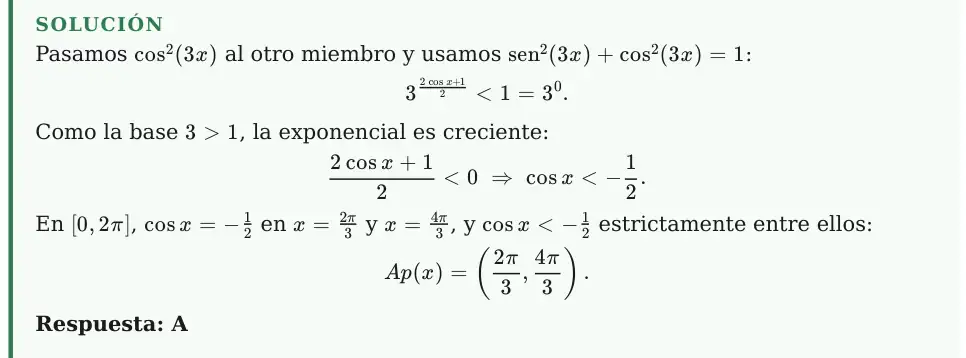 SOLUCIÓN
Pasamos cos²(3x) al otro miembro y usamos sen²(3x) + cos²(3x) = 1:
3^((2 cos x+1)/2) < 1 = 3⁰.
Como la base 3 > 1, la exponencial es creciente:
(2 cos x + 1)/2 < 0 ⇒ cos x < −1/2.
En [0, 2π], cos x = −1/2 en x = 2π/3 y x = 4π/3, y cos x < −1/2 estrictamente entre ellos:
Ap(x) = (2π/3, 4π/3).
Respuesta: A